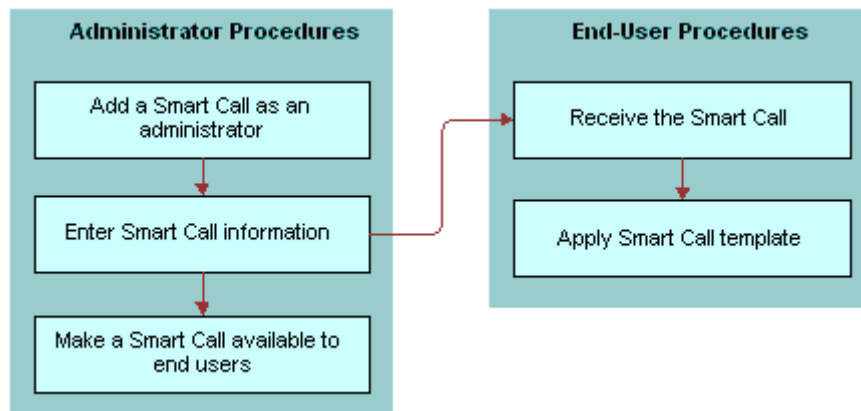 Administrator Procedures
Add a Smart Call as an
administrator
Enter Smart Call information
Make a Smart Call available to
end users
End-User Procedures
Receive the Smart Call
Apply Smart Call template